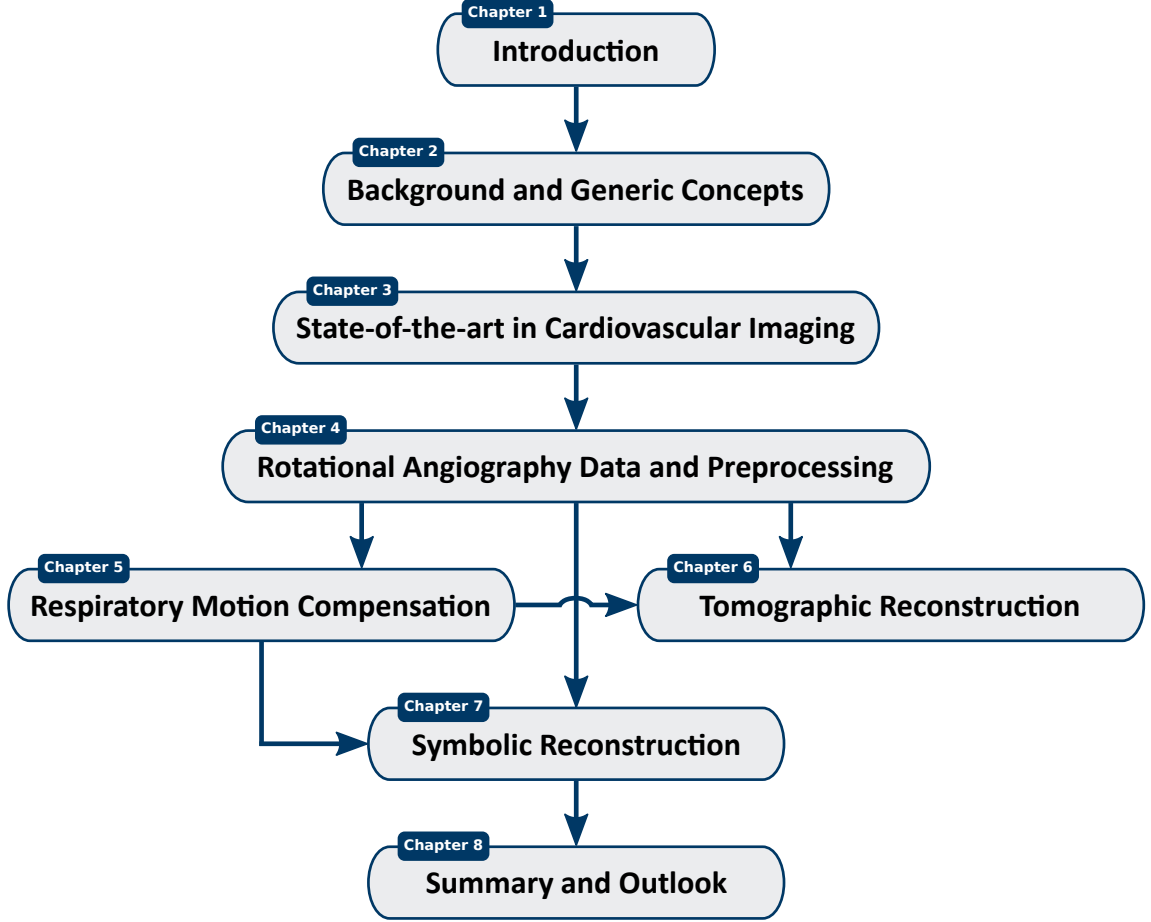 Chapter 1
Introduction
Chapter 2
Background and Generic Concepts
Chapter 3
State-of-the-art in Cardiovascular Imaging
Chapter 4
Rotational Angiography Data and Preprocessing
Chapter 5
Respiratory Motion Compensation
Chapter 6
Tomographic Reconstruction
Chapter 7
Symbolic Reconstruction
Chapter 8
Summary and Outlook